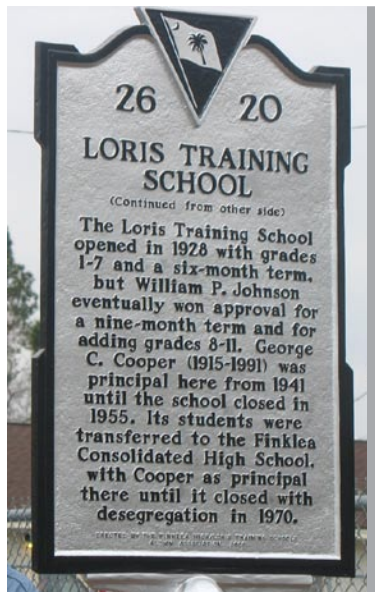 26 20
LORIS TRAINING
SCHOOL
(Continued from other side)
The Loris Training School
opened in 1928 with grades
1-7 and a six-month term,
but William P. Johnson
eventually won approval for
a nine-month term and for
adding grades 8-11. George
C. Cooper (1915-1991) was
principal here from 1941
until the school closed in
1955. Its students were
transferred to the Finklea
Consolidated High School,
with Cooper as principal
there until it closed with
desegregation in 1970.